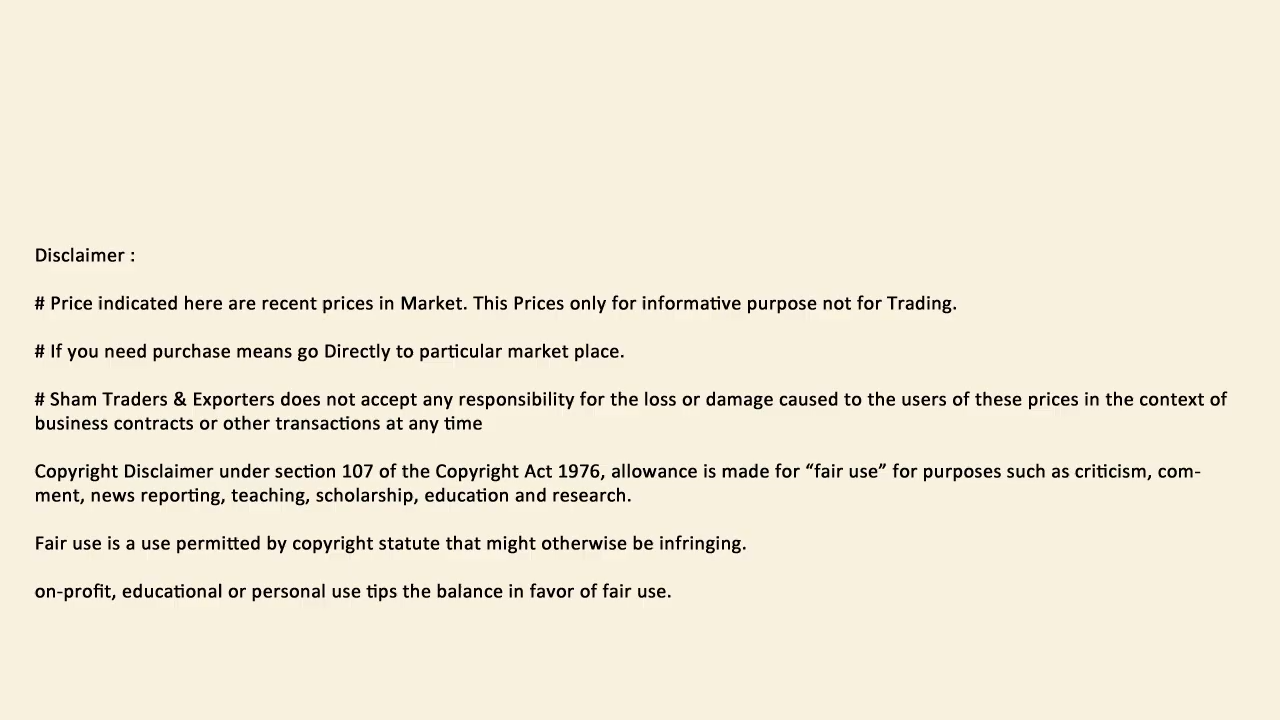 Disclaimer :
# Price indicated here are recent prices in Market. This Prices only for informative purpose not for Trading.
# If you need purchase means go Directly to particular market place.
# Sham Traders & Exporters does not accept any responsibility for the loss or damage caused to the users of these prices in the context of
business contracts or other transactions at any time
Copyright Disclaimer under section 107 of the Copyright Act 1976, allowance is made for “fair use” for purposes such as criticism, com-
ment, news reporting, teaching, scholarship, education and research.
Fair use is a use permitted by copyright statute that might otherwise be infringing.
on-profit, educational or personal use tips the balance in favor of fair use.